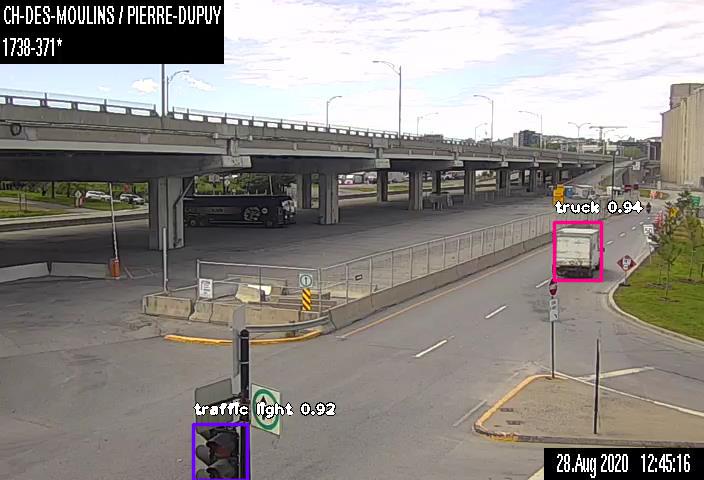 CH-DES-MOULINS / PIERRE-DUPUY
1738-371*
truck 0.94
traffic light 0.92
28.Aug 2020 12:45:16